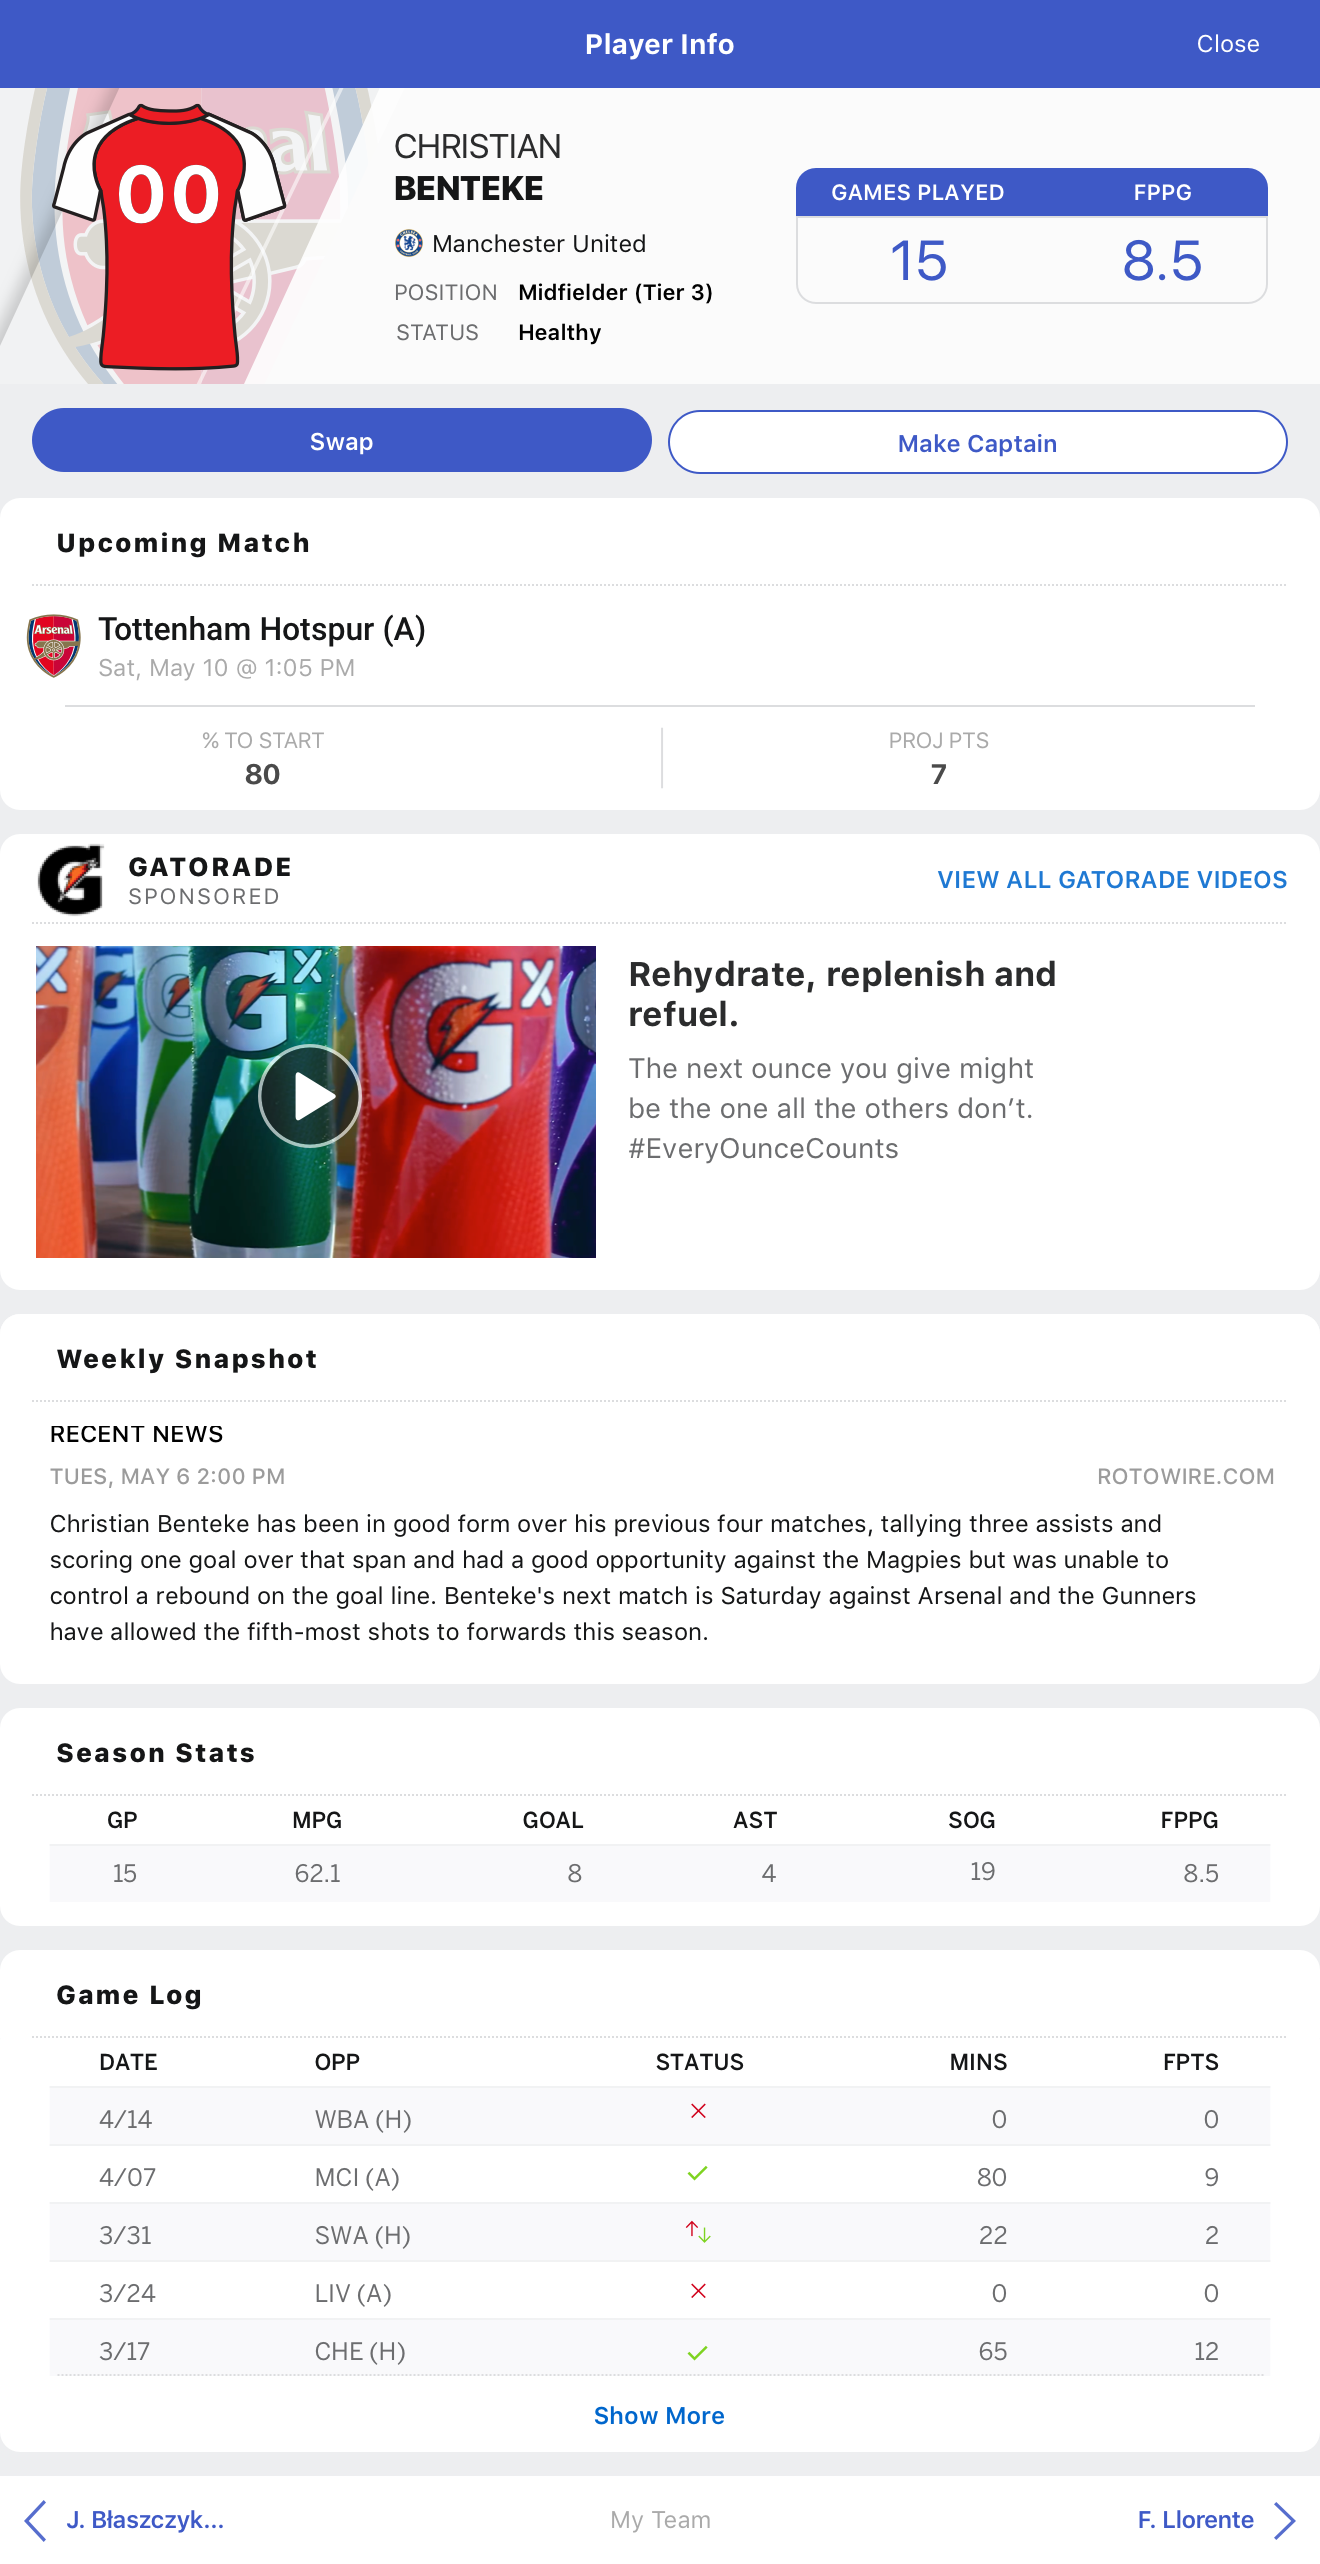 Player Info
Close
Arsenal
00
CHRISTIAN
BENTEKE
Manchester United
POSITION Midfielder (Tier 3)
STATUS Healthy
GAMES PLAYED FPPG
15 8.5
Swap
Make Captain
Upcoming Match
Arsenal
Tottenham Hotspur (A)
Sat, May 10 @ 1:05 PM
% TO START PROJ PTS
80 7
G
GATORADE
SPONSORED
VIEW ALL GATORADE VIDEOS
X G G GX GX
Rehydrate, replenish and
refuel.
The next ounce you give might
be the one all the others don’t.
#EveryOunceCounts
Weekly Snapshot
RECENT NEWS
TUES, MAY 6 2:00 PM ROTOWIRE.COM
Christian Benteke has been in good form over his previous four matches, tallying three assists and
scoring one goal over that span and had a good opportunity against the Magpies but was unable to
control a rebound on the goal line. Benteke's next match is Saturday against Arsenal and the Gunners
have allowed the fifth-most shots to forwards this season.
Season Stats
GP MPG GOAL AST SOG FPPG
15 62.1 8 4 19 8.5
Game Log
DATE OPP STATUS MINS FPTS
4/14 WBA (H) 0 0
4/07 MCI (A) 80 9
3/31 SWA (H) 22 2
3/24 LIV (A) 0 0
3/17 CHE (H) 65 12
Show More
J. Błaszczyk...
My Team
F. Llorente